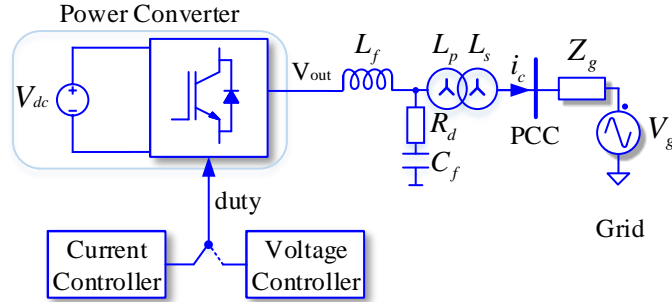 Power Converter
V_dc
V_out
L_f
L_p L_s
i_c
Z_g
R_d
C_f
PCC
V_g
duty
Grid
Current
Controller
Voltage
Controller